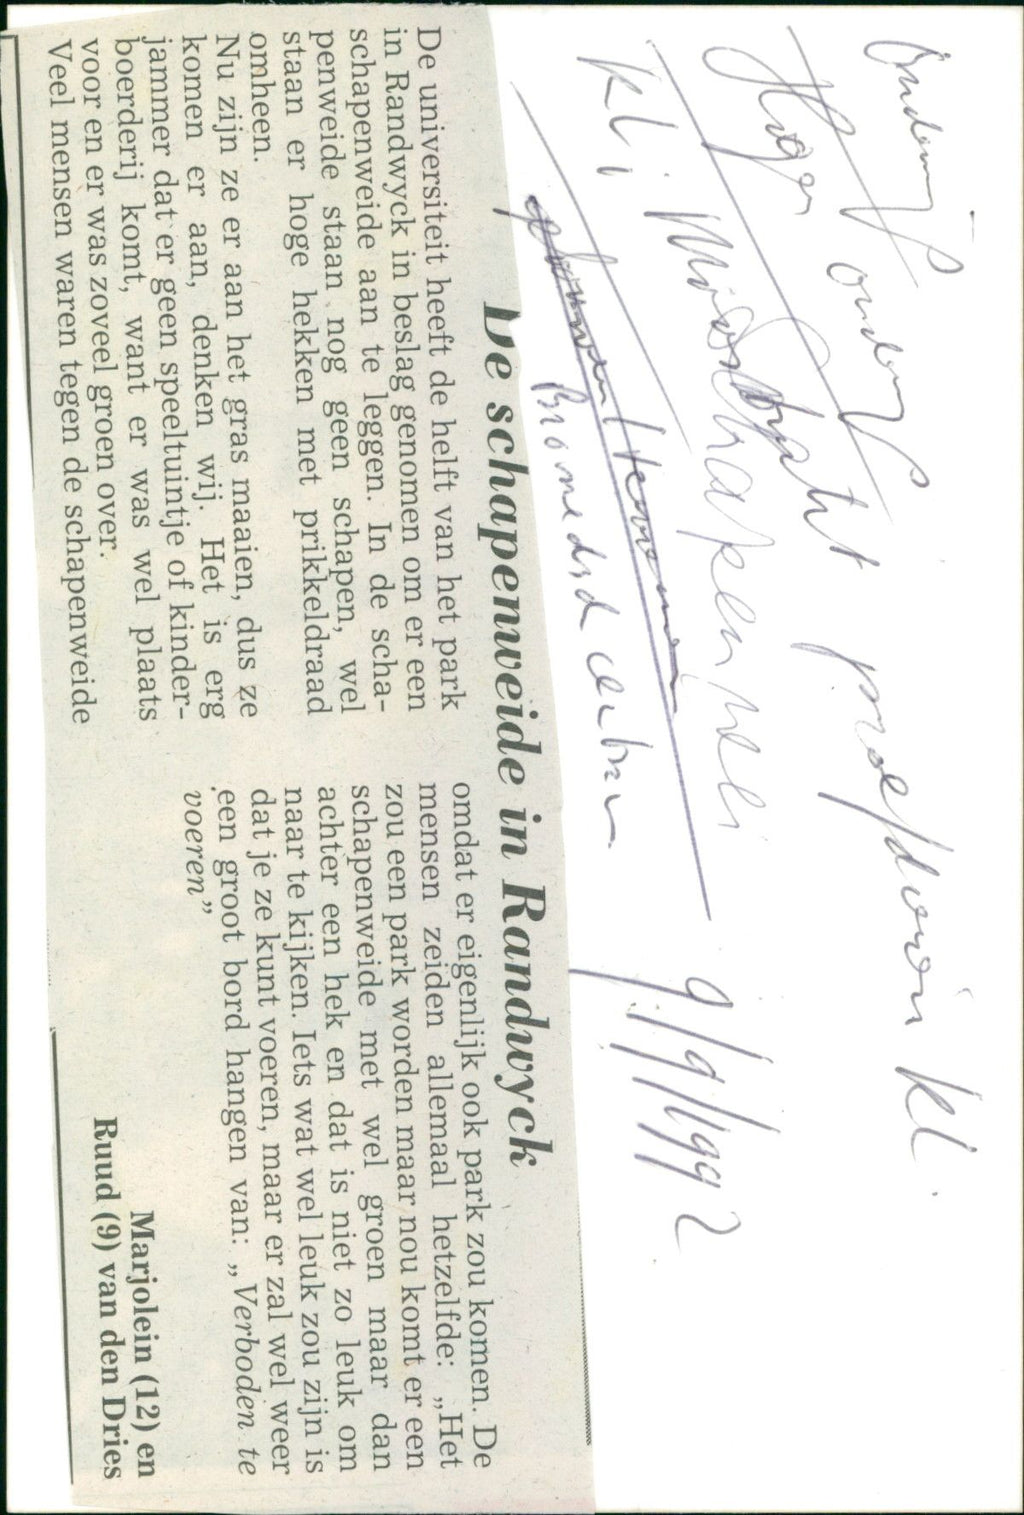 Hoger onderwijs proefdieren kl.
kl;
Biomedisch centrum
9/9/1992
De schapenweide in Randwyck
De universiteit heeft de helft van het park
in Randwyck in beslag genomen om er een
schapenweide aan te leggen. In de scha-
penweide staan nog geen schapen, wel
staan er hoge hekken met prikkeldraad
omheen.
Nu zijn ze er aan het gras maaien, dus ze
komen er aan, denken wij. Het is erg
jammer dat er geen speeltuintje of kinder-
boerderij komt, want er was wel plaats
voor en er was zoveel groen over.
Veel mensen waren tegen de schapenweide
omdat er eigenlijk ook park zou komen. De
mensen zeiden allemaal hetzelfde: „Het
zou een park worden maar nou komt er een
schapenweide met wel groen maar dan
achter een hek en dat is niet zo leuk om
naar te kijken. Iets wat wel leuk zou zijn is
dat je ze kunt voeren, maar er zal wel weer
een groot bord hangen van: „Verboden te
voeren”
Marjolein (12) en
Ruud (9) van den Dries